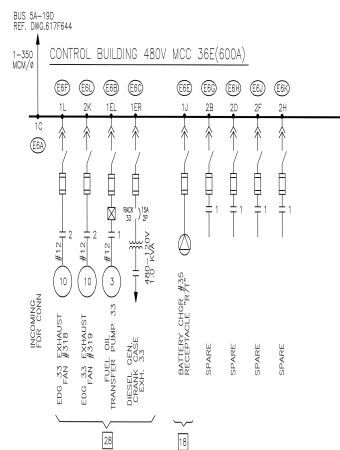 BUS 5A-19D
REF. DWG.617F644
1-350
MCM/ø
CONTROL BUILDING 480V MCC 36E(600A)
E6F E6L E6B E6C E6E E6G E6H E6J E6K
1L 2K 1EL 1ER 1J 2B 2D 2F 2H
1C
E6A
RACK 15A
33 2P
2 2 1 1 1 1 1
#12 #12 #12
480-120V
1.0 KVA
10 10 3
INCOMING
FDR CONN
EDG 33 EXHAUST
FAN #318
EDG 33 EXHAUST
FAN #319
FUEL OIL
TRANSFER PUMP 33
DIESEL GEN.
CRANK CASE
EXH. 33
BATTERY CHGR #35
RECEPTACLE "R/T"
SPARE
SPARE
SPARE
SPARE
28 18